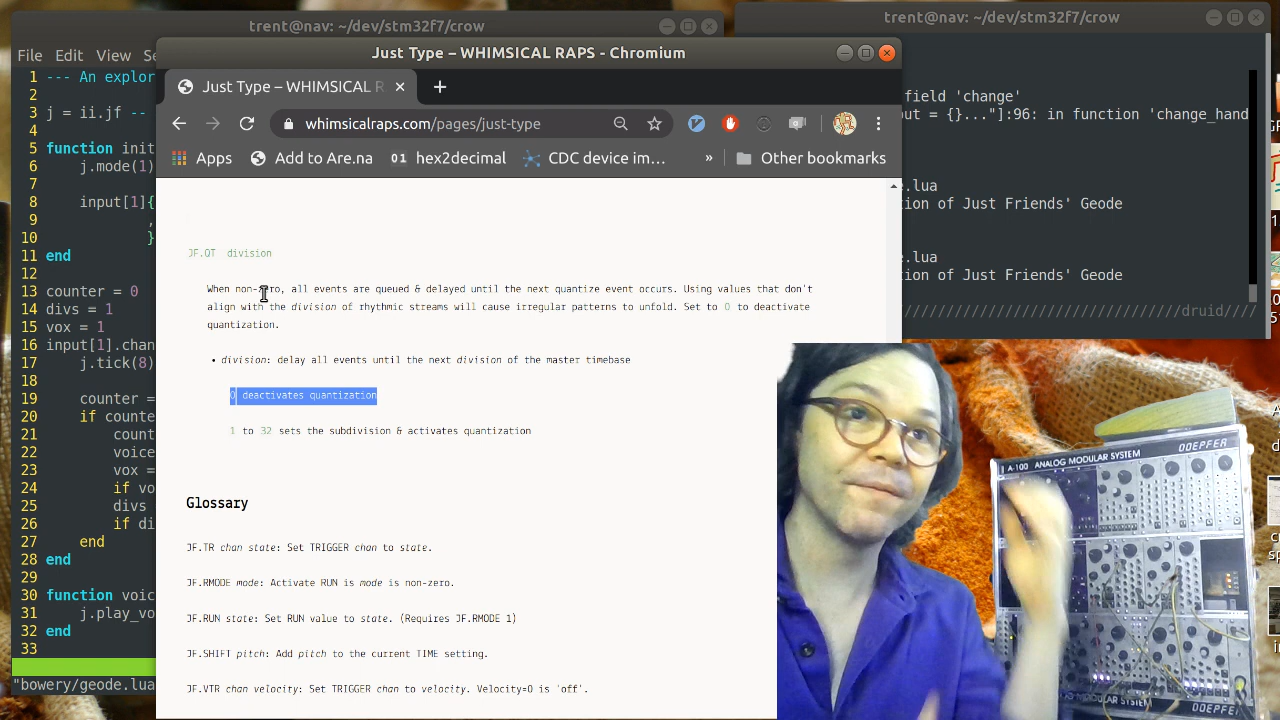 trent@nav: ~/dev/stm32f7/crow
trent@nav: ~/dev/stm32f7/crow
File Edit View
Just Type – WHIMSICAL RAPS - Chromium
Just Type – WHIMSICAL R
whimsicalraps.com/pages/just-type
Apps Add to Are.na 01 hex2decimal CDC device im… » Other bookmarks
JF.QT division
When non-zero, all events are queued & delayed until the next quantize event occurs. Using values that don't
align with the division of rhythmic streams will cause irregular patterns to unfold. Set to 0 to deactivate
quantization.
• division: delay all events until the next division of the master timebase
0 deactivates quantization
1 to 32 sets the subdivision & activates quantization
Glossary
JF.TR chan state: Set TRIGGER chan to state.
JF.RMODE mode: Activate RUN is mode is non-zero.
JF.RUN state: Set RUN value to state. (Requires JF.RMODE 1)
JF.SHIFT pitch: Add pitch to the current TIME setting.
JF.VTR chan velocity: Set TRIGGER chan to velocity. Velocity=0 is 'off'.
1 --- An explor
2
3 j = ii.jf --
4
5 function init
6 j.mode(1)
7
8 input[1]{
9 ,
10 }
11 end
12
13 counter = 0
14 divs = 1
15 vox = 1
16 input[1].chan
17 j.tick(8)
18
19 counter =
20 if counte
21 count
22 voice
23 vox =
24 if vo
25 divs
26 if di
27 end
28 end
29
30 function voic
31 j.play_vo
32 end
33
"bowery/geode.lua
field 'change'
out = {}..."]:96: in function 'change_hand
e.lua
ion of Just Friends' Geode
e.lua
ion of Just Friends' Geode
/////////////////////////////////druid////
A-100 ANALOG MODULAR SYSTEM DOEPFER
A-100 ANALOG MODULAR SYSTEM DOEPFER